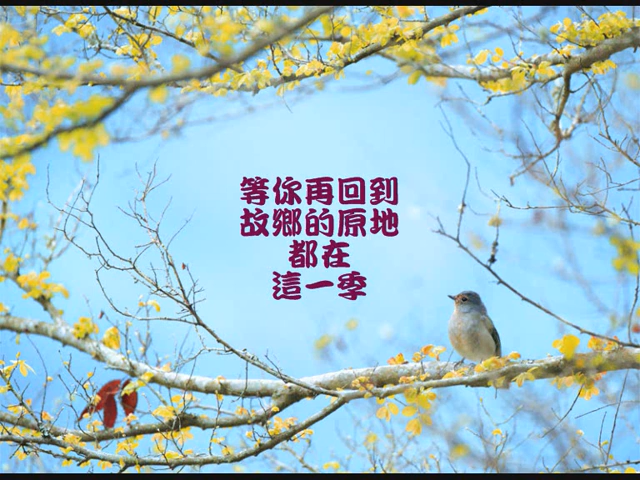 等你再回到
故鄉的原地
都在
這一季